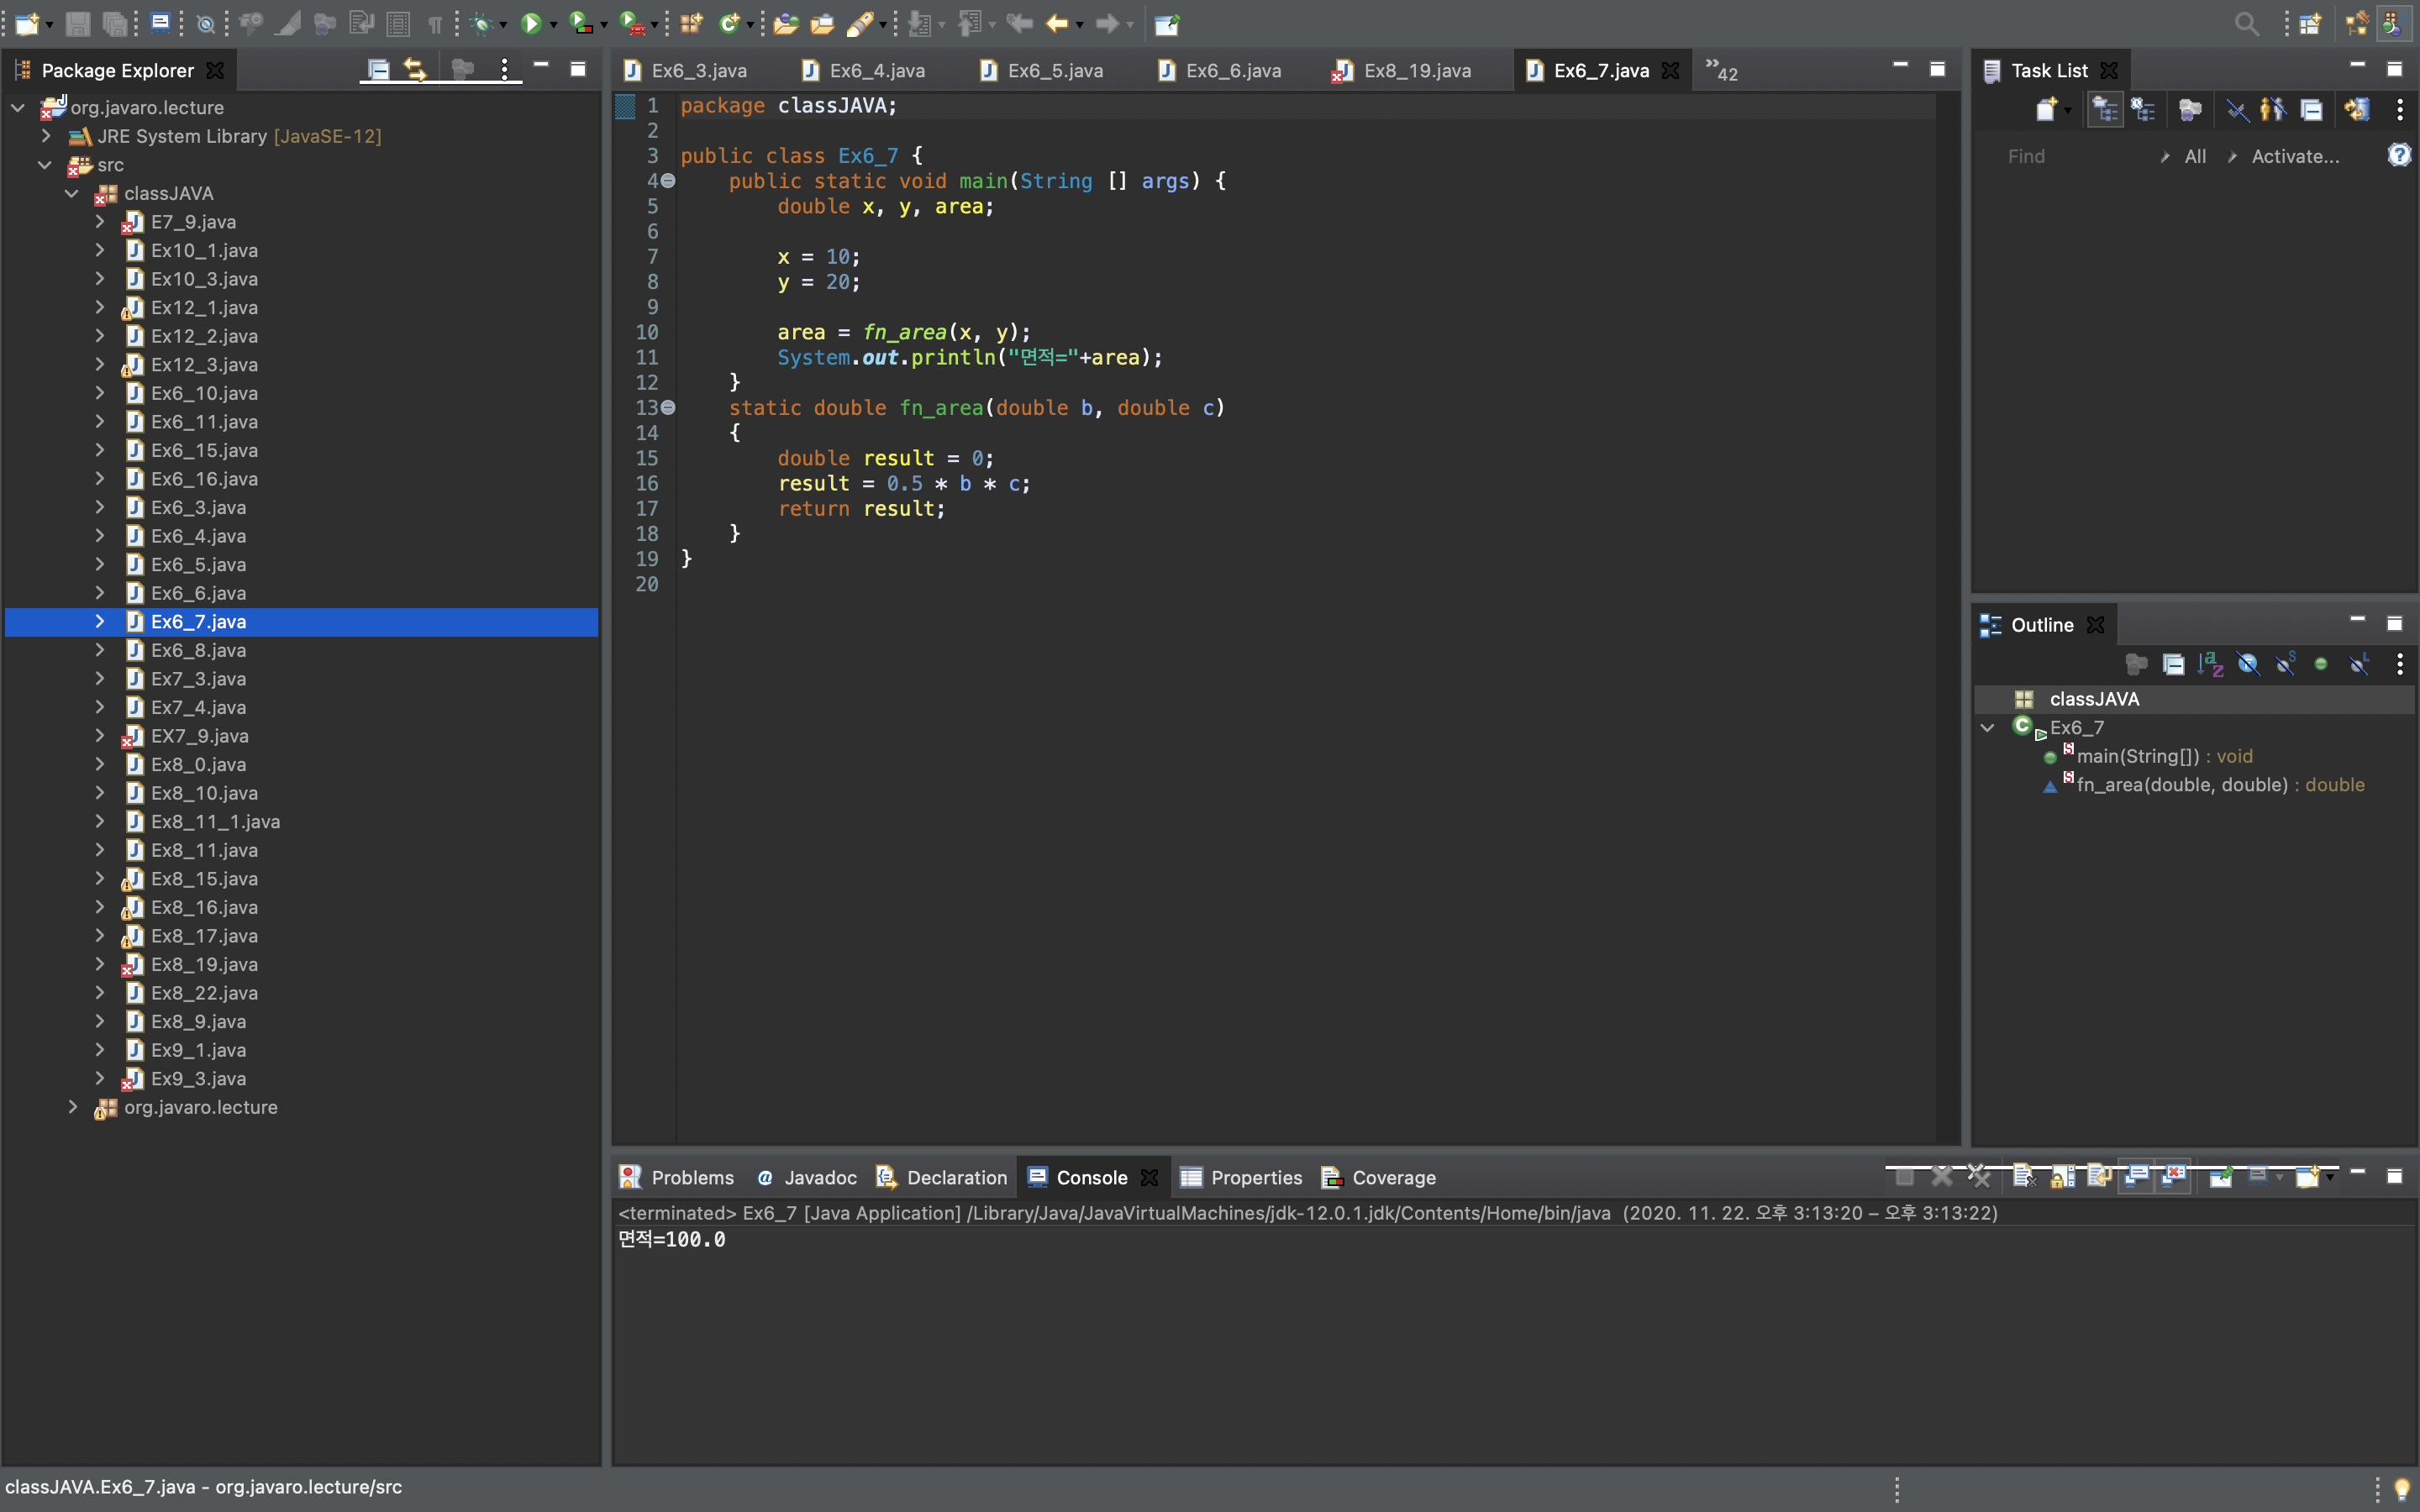 Package Explorer
org.javaro.lecture
JRE System Library [JavaSE-12]
src
classJAVA
E7_9.java
Ex10_1.java
Ex10_3.java
Ex12_1.java
Ex12_2.java
Ex12_3.java
Ex6_10.java
Ex6_11.java
Ex6_15.java
Ex6_16.java
Ex6_3.java
Ex6_4.java
Ex6_5.java
Ex6_6.java
Ex6_7.java
Ex6_8.java
Ex7_3.java
Ex7_4.java
EX7_9.java
Ex8_0.java
Ex8_10.java
Ex8_11_1.java
Ex8_11.java
Ex8_15.java
Ex8_16.java
Ex8_17.java
Ex8_19.java
Ex8_22.java
Ex8_9.java
Ex9_1.java
Ex9_3.java
org.javaro.lecture
Ex6_3.java Ex6_4.java Ex6_5.java Ex6_6.java Ex8_19.java Ex6_7.java »42
1 package classJAVA;
2
3 public class Ex6_7 {
4 public static void main(String [] args) {
5 double x, y, area;
6
7 x = 10;
8 y = 20;
9
10 area = fn_area(x, y);
11 System.out.println("면적="+area);
12 }
13 static double fn_area(double b, double c)
14 {
15 double result = 0;
16 result = 0.5 * b * c;
17 return result;
18 }
19 }
20
Task List
Find All Activate...
Outline
classJAVA
Ex6_7
main(String[]) : void
fn_area(double, double) : double
Problems Javadoc Declaration Console Properties Coverage
<terminated> Ex6_7 [Java Application] /Library/Java/JavaVirtualMachines/jdk-12.0.1.jdk/Contents/Home/bin/java (2020. 11. 22. 오후 3:13:20 – 오후 3:13:22)
면적=100.0
classJAVA.Ex6_7.java - org.javaro.lecture/src